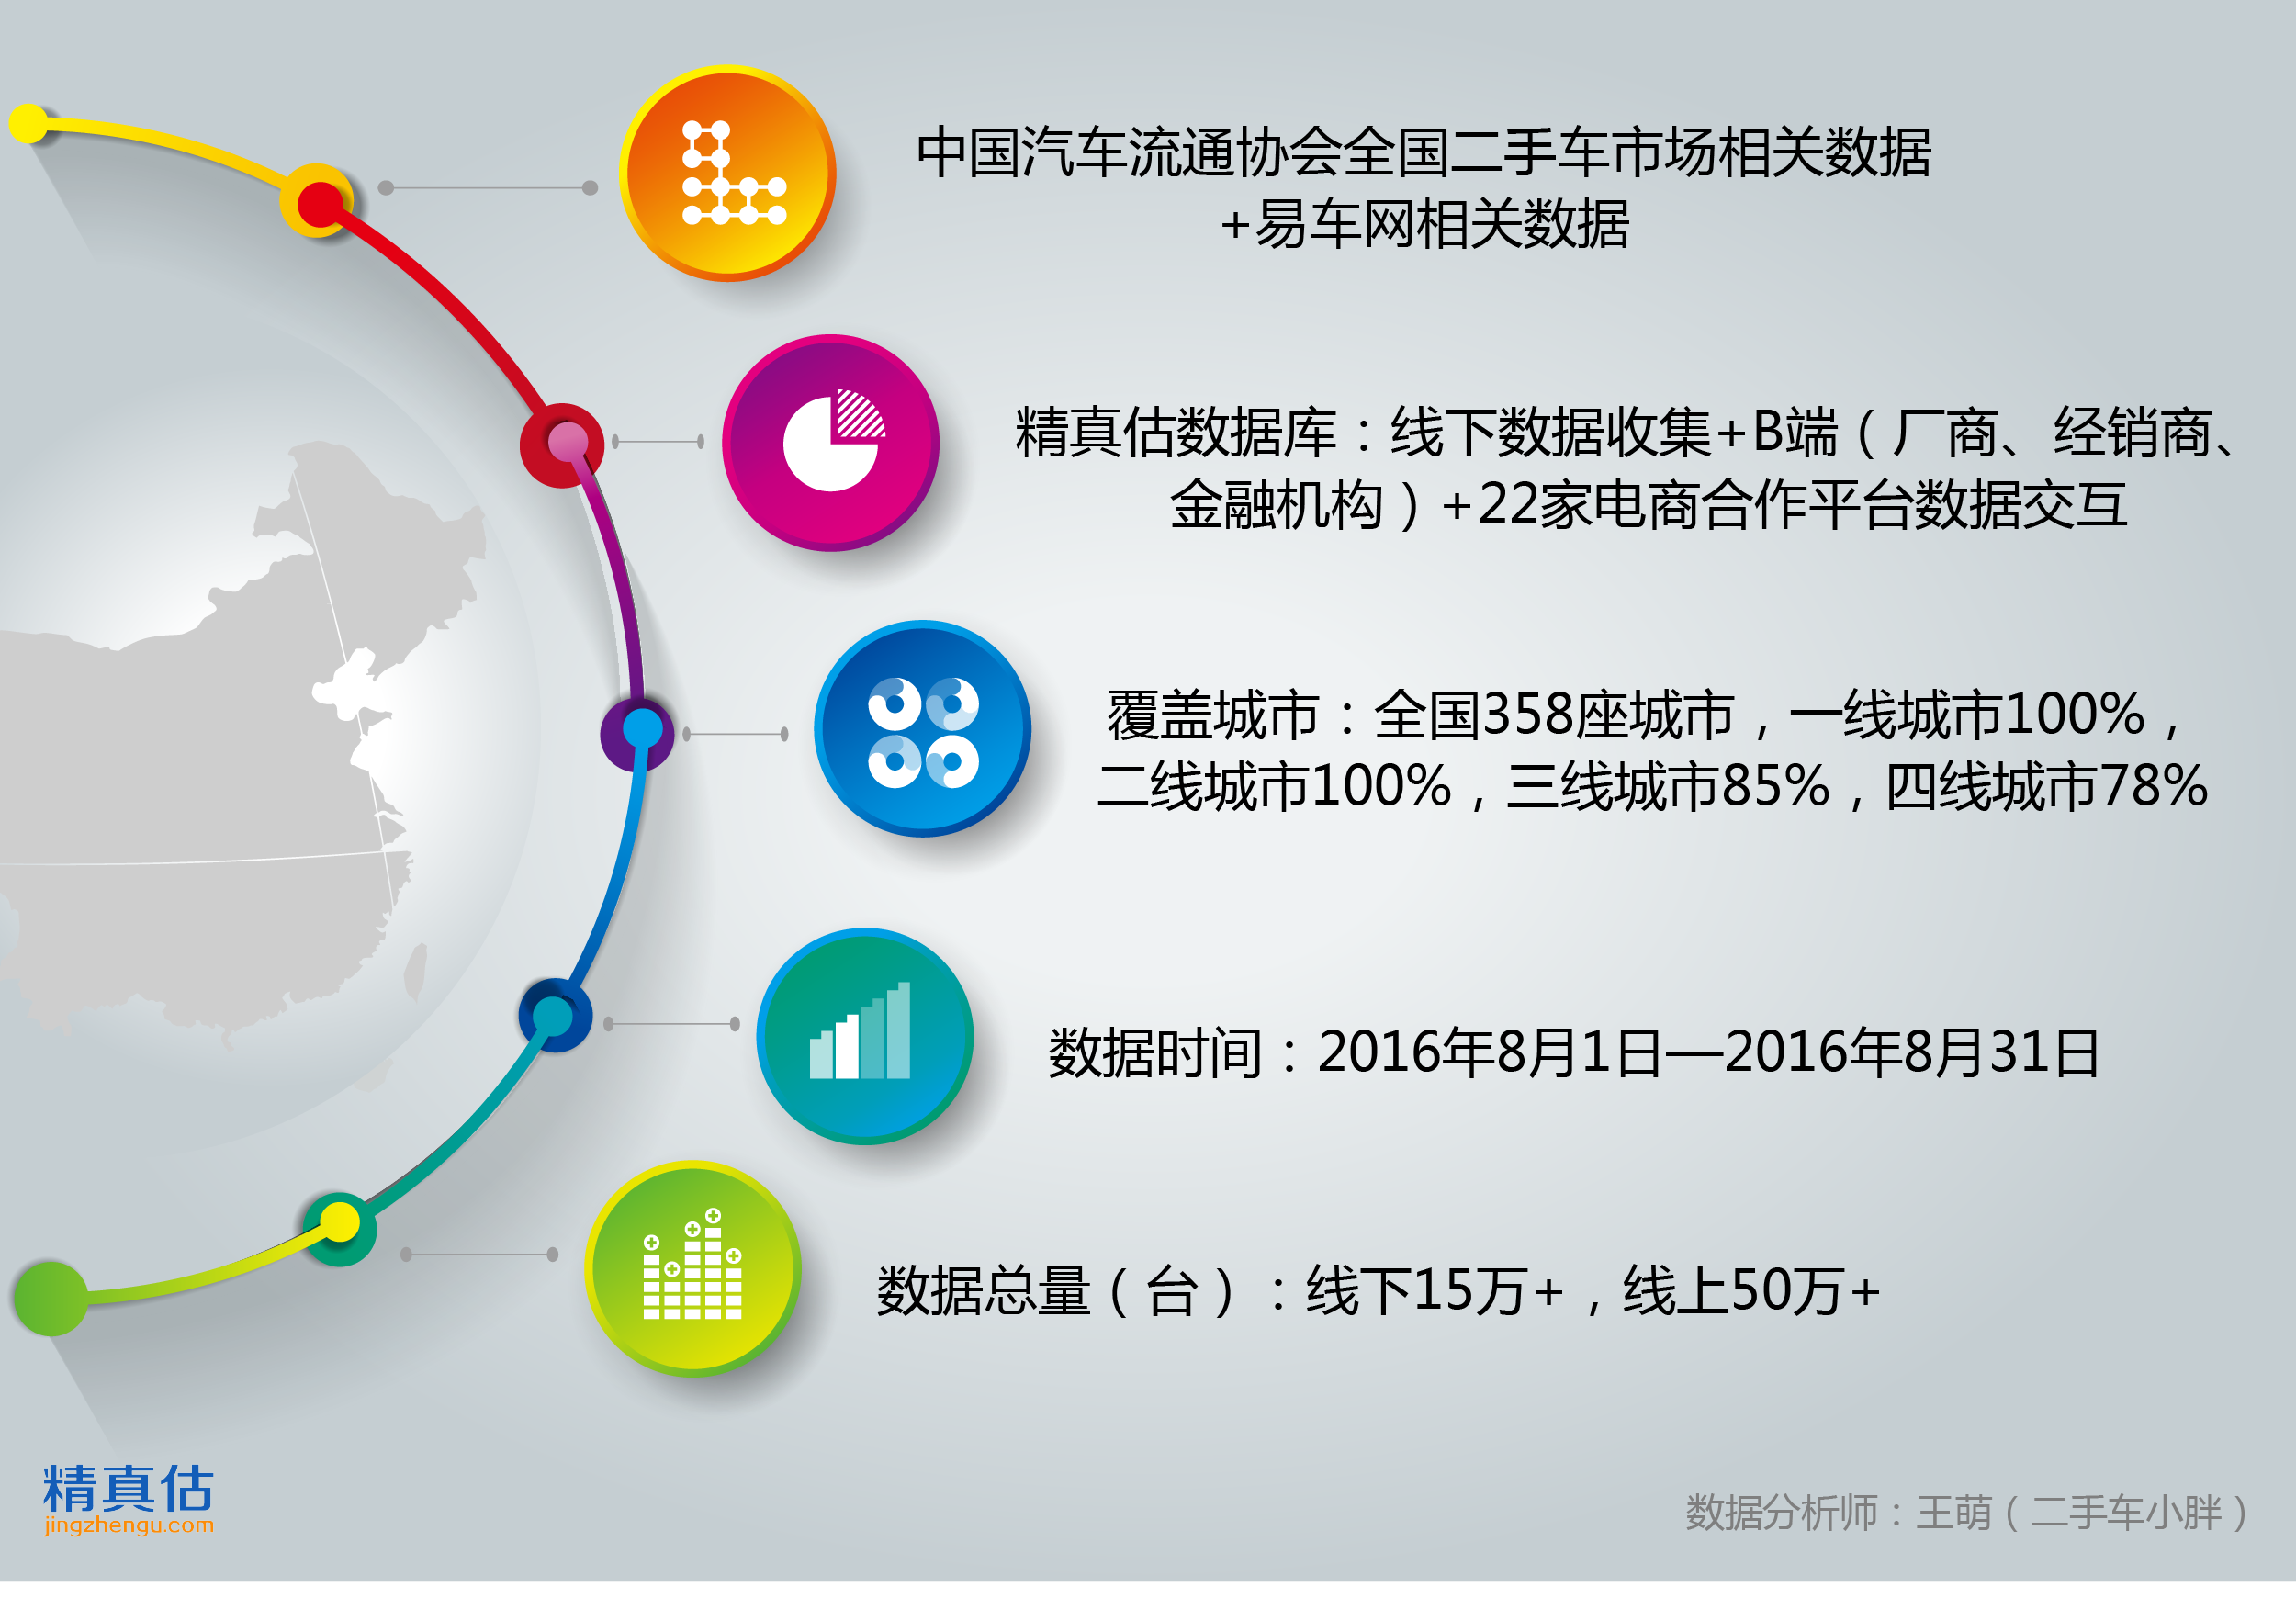 中国汽车流通协会全国二手车市场相关数据
+易车网相关数据
精真估数据库：线下数据收集+B端（厂商、经销商、
金融机构）+22家电商合作平台数据交互
覆盖城市：全国358座城市，一线城市100%，
二线城市100%，三线城市85%，四线城市78%
数据时间：2016年8月1日—2016年8月31日
数据总量（台）：线下15万+，线上50万+
精真估
jingzhengu.com
数据分析师：王萌（二手车小胖）